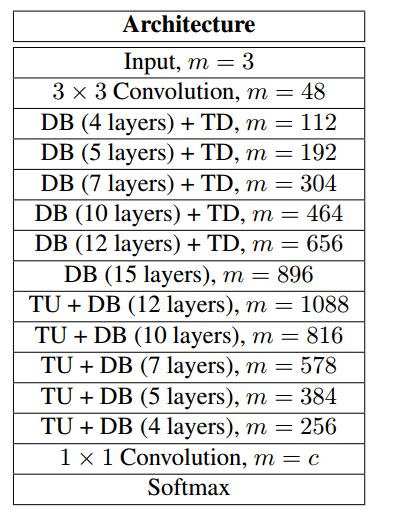 Architecture
Input, m = 3
3 × 3 Convolution, m = 48
DB (4 layers) + TD, m = 112
DB (5 layers) + TD, m = 192
DB (7 layers) + TD, m = 304
DB (10 layers) + TD, m = 464
DB (12 layers) + TD, m = 656
DB (15 layers), m = 896
TU + DB (12 layers), m = 1088
TU + DB (10 layers), m = 816
TU + DB (7 layers), m = 578
TU + DB (5 layers), m = 384
TU + DB (4 layers), m = 256
1 × 1 Convolution, m = c
Softmax